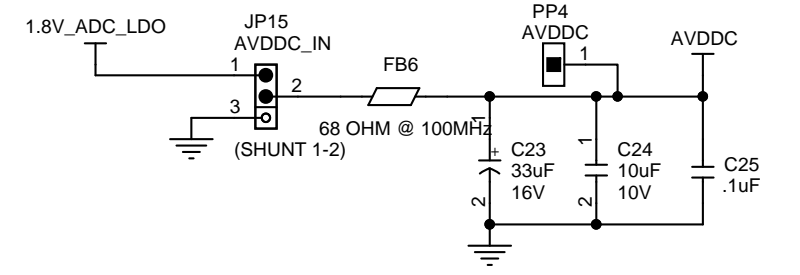 1.8V_ADC_LDO
JP15
AVDDC_IN
1
2
3
(SHUNT 1-2)
FB6
68 OHM @ 100MHz
PP4
AVDDC
1
AVDDC
1
+
C23
33uF
16V
2
1
C24
10uF
10V
2
C25
.1uF